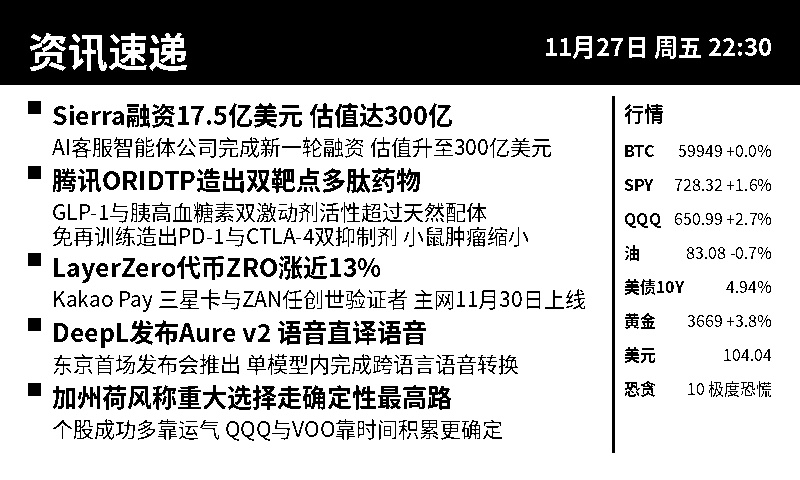 资讯速递
11月27日 周五 22:30
Sierra融资17.5亿美元 估值达300亿
AI客服智能体公司完成新一轮融资 估值升至300亿美元
腾讯ORIDTP造出双靶点多肽药物
GLP-1与胰高血糖素双激动剂活性超过天然配体
免再训练造出PD-1与CTLA-4双抑制剂 小鼠肿瘤缩小
LayerZero代币ZRO涨近13%
Kakao Pay 三星卡与ZAN任创世验证者 主网11月30日上线
DeepL发布Aure v2 语音直译语音
东京首场发布会推出 单模型内完成跨语言语音转换
加州荷风称重大选择走确定性最高路
个股成功多靠运气 QQQ与VOO靠时间积累更确定
行情
BTC 59949 +0.0%
SPY 728.32 +1.6%
QQQ 650.99 +2.7%
油 83.08 -0.7%
美债10Y 4.94%
黄金 3669 +3.8%
美元 104.04
恐贪 10 极度恐慌